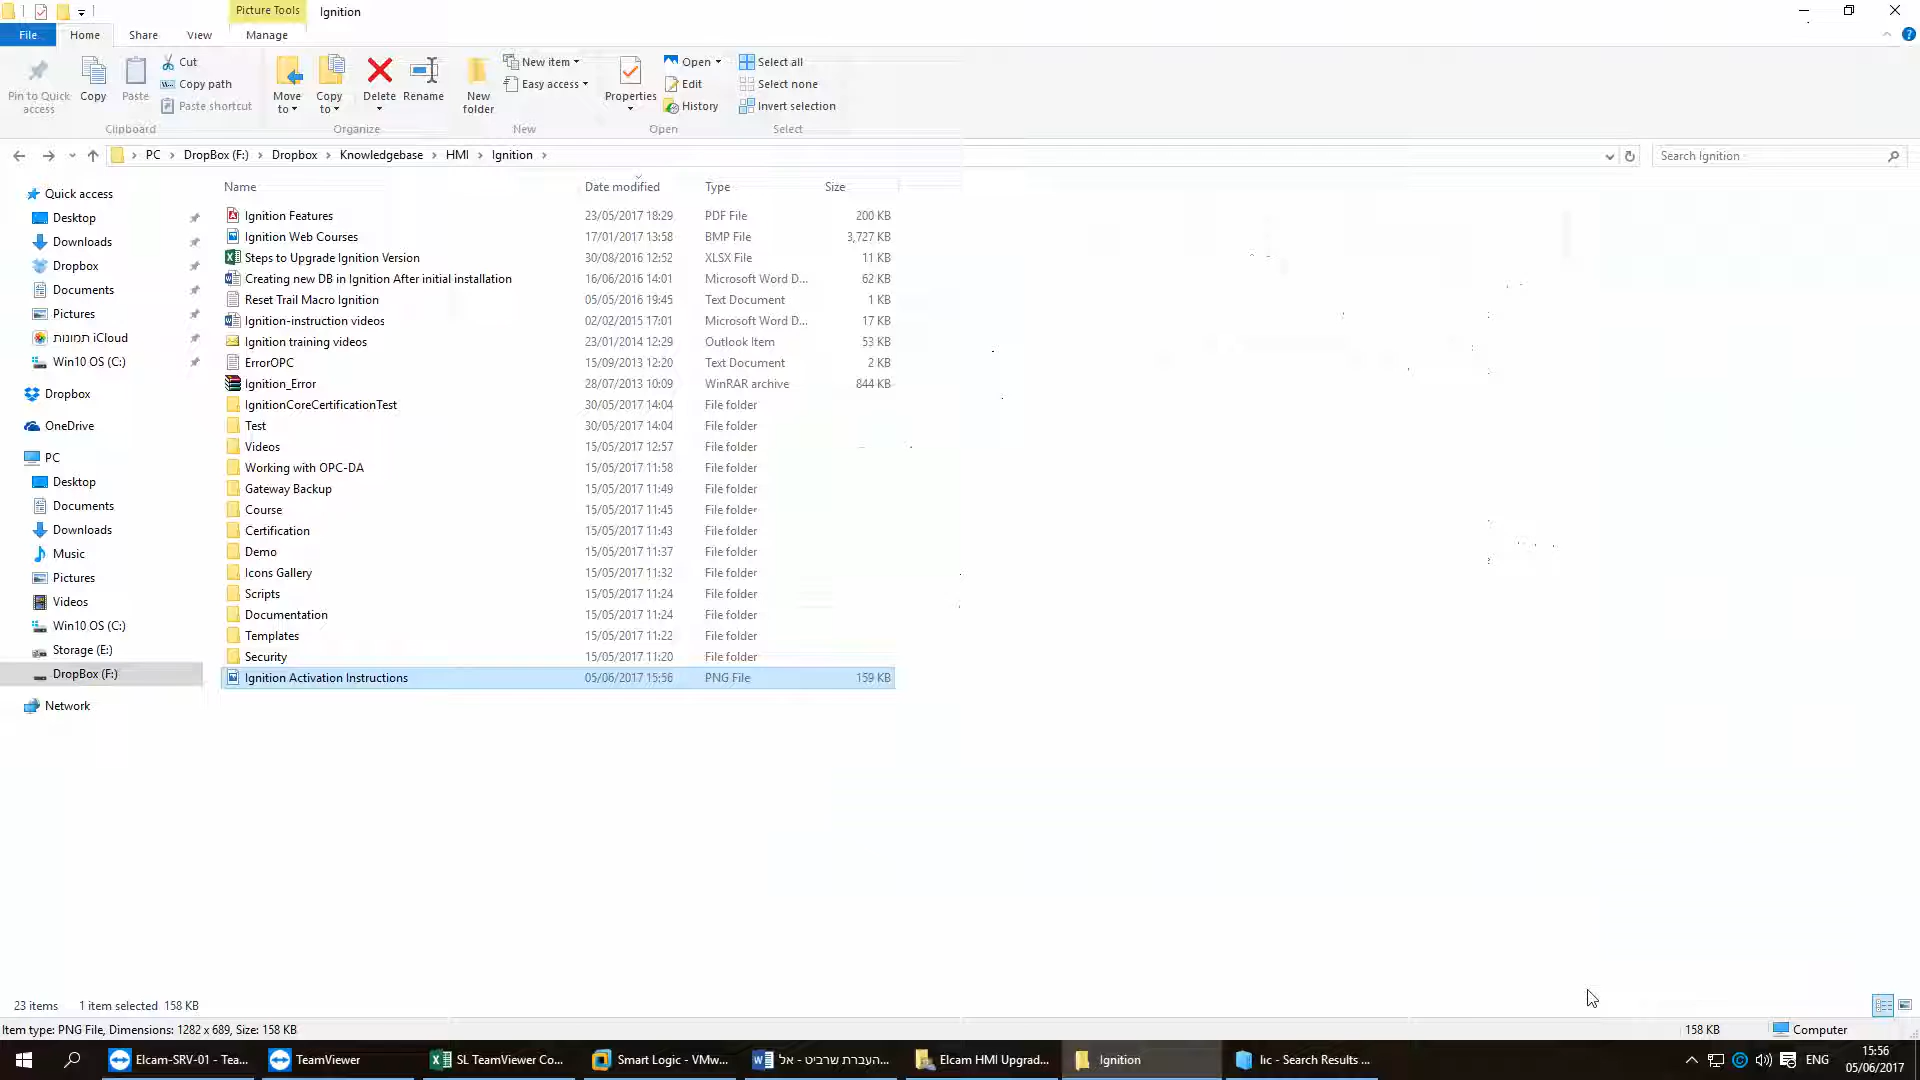 Picture Tools Ignition
File Home Share View Manage
Pin to Quick access
Copy
Paste
Cut
Copy path
Paste shortcut
Clipboard
Move to
Copy to
Delete
Rename
Organize
New folder
New item
Easy access
New
Properties
Open
Edit
History
Open
Select all
Select none
Invert selection
Select
PC DropBox (F:) Dropbox Knowledgebase HMI Ignition
Search Ignition
Quick access
Desktop
Downloads
Dropbox
Documents
Pictures
תמונות iCloud
Win10 OS (C:)
Dropbox
OneDrive
PC
Desktop
Documents
Downloads
Music
Pictures
Videos
Win10 OS (C:)
Storage (E:)
DropBox (F:)
Network
Name Date modified Type Size
Ignition Features 23/05/2017 18:29 PDF File 200 KB
Ignition Web Courses 17/01/2017 13:58 BMP File 3,727 KB
Steps to Upgrade Ignition Version 30/08/2016 12:52 XLSX File 11 KB
Creating new DB in Ignition After initial installation 16/06/2016 14:01 Microsoft Word D... 62 KB
Reset Trail Macro Ignition 05/05/2016 19:45 Text Document 1 KB
Ignition-instruction videos 02/02/2015 17:01 Microsoft Word D... 17 KB
Ignition training videos 23/01/2014 12:29 Outlook Item 53 KB
ErrorOPC 15/09/2013 12:20 Text Document 2 KB
Ignition_Error 28/07/2013 10:09 WinRAR archive 844 KB
IgnitionCoreCertificationTest 30/05/2017 14:04 File folder
Test 30/05/2017 14:04 File folder
Videos 15/05/2017 12:57 File folder
Working with OPC-DA 15/05/2017 11:58 File folder
Gateway Backup 15/05/2017 11:49 File folder
Course 15/05/2017 11:45 File folder
Certification 15/05/2017 11:43 File folder
Demo 15/05/2017 11:37 File folder
Icons Gallery 15/05/2017 11:32 File folder
Scripts 15/05/2017 11:24 File folder
Documentation 15/05/2017 11:24 File folder
Templates 15/05/2017 11:22 File folder
Security 15/05/2017 11:20 File folder
Ignition Activation Instructions 05/06/2017 15:56 PNG File 159 KB
23 items 1 item selected 158 KB
Item type: PNG File, Dimensions: 1282 x 689, Size: 158 KB 158 KB Computer
Elcam-SRV-01 - Tea... TeamViewer SL TeamViewer Co... Smart Logic - VMw... העברת שרביט - אל... Elcam HMI Upgrad... Ignition lic - Search Results ... ENG 15:56
05/06/2017